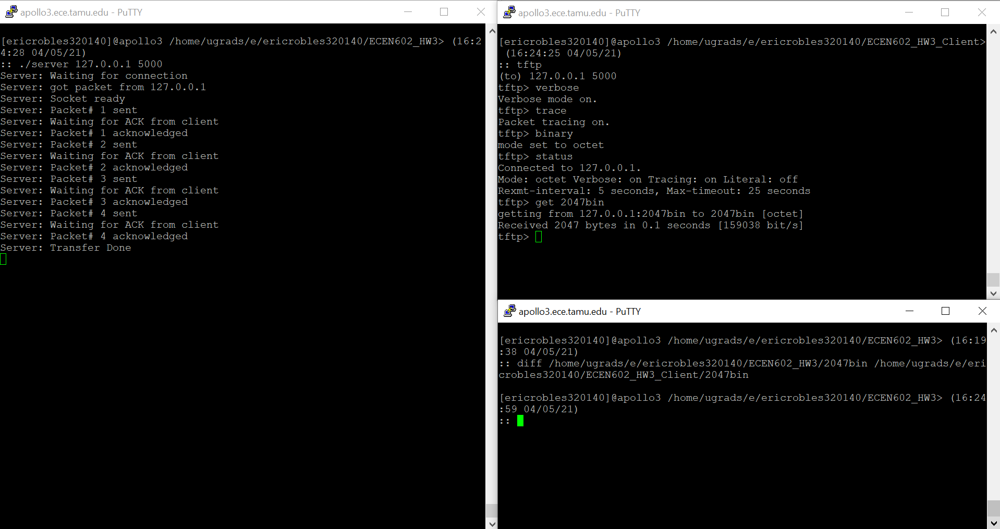 apollo3.ece.tamu.edu - PuTTY
[ericrobles320140]@apollo3 /home/ugrads/e/ericrobles320140/ECEN602_HW3> (16:2
4:28 04/05/21)
:: ./server 127.0.0.1 5000
Server: Waiting for connection
Server: got packet from 127.0.0.1
Server: Socket ready
Server: Packet# 1 sent
Server: Waiting for ACK from client
Server: Packet# 1 acknowledged
Server: Packet# 2 sent
Server: Waiting for ACK from client
Server: Packet# 2 acknowledged
Server: Packet# 3 sent
Server: Waiting for ACK from client
Server: Packet# 3 acknowledged
Server: Packet# 4 sent
Server: Waiting for ACK from client
Server: Packet# 4 acknowledged
Server: Transfer Done
apollo3.ece.tamu.edu - PuTTY
[ericrobles320140]@apollo3 /home/ugrads/e/ericrobles320140/ECEN602_HW3_Client>
(16:24:25 04/05/21)
:: tftp
(to) 127.0.0.1 5000
tftp> verbose
Verbose mode on.
tftp> trace
Packet tracing on.
tftp> binary
mode set to octet
tftp> status
Connected to 127.0.0.1.
Mode: octet Verbose: on Tracing: on Literal: off
Rexmt-interval: 5 seconds, Max-timeout: 25 seconds
tftp> get 2047bin
getting from 127.0.0.1:2047bin to 2047bin [octet]
Received 2047 bytes in 0.1 seconds [159038 bit/s]
tftp>
apollo3.ece.tamu.edu - PuTTY
[ericrobles320140]@apollo3 /home/ugrads/e/ericrobles320140/ECEN602_HW3> (16:19
:38 04/05/21)
:: diff /home/ugrads/e/ericrobles320140/ECEN602_HW3/2047bin /home/ugrads/e/eri
crobles320140/ECEN602_HW3_Client/2047bin
[ericrobles320140]@apollo3 /home/ugrads/e/ericrobles320140/ECEN602_HW3> (16:24
:59 04/05/21)
::